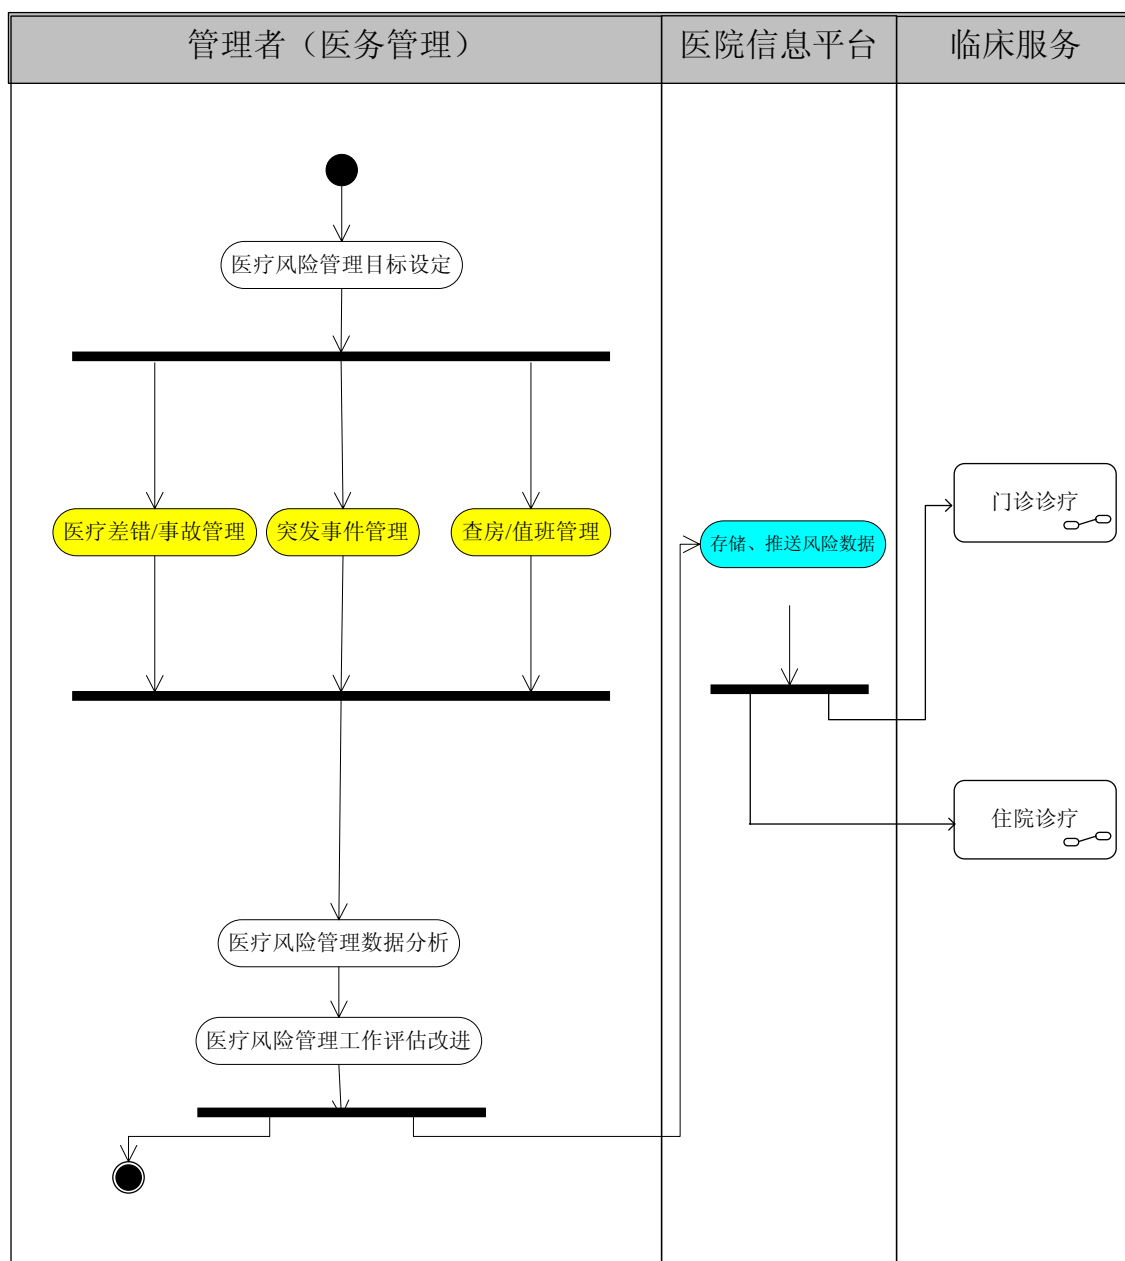 管理者（医务管理）
医院信息平台
临床服务
医疗风险管理目标设定
医疗差错/事故管理
突发事件管理
查房/值班管理
存储、推送风险数据
门诊诊疗
住院诊疗
医疗风险管理数据分析
医疗风险管理工作评估改进